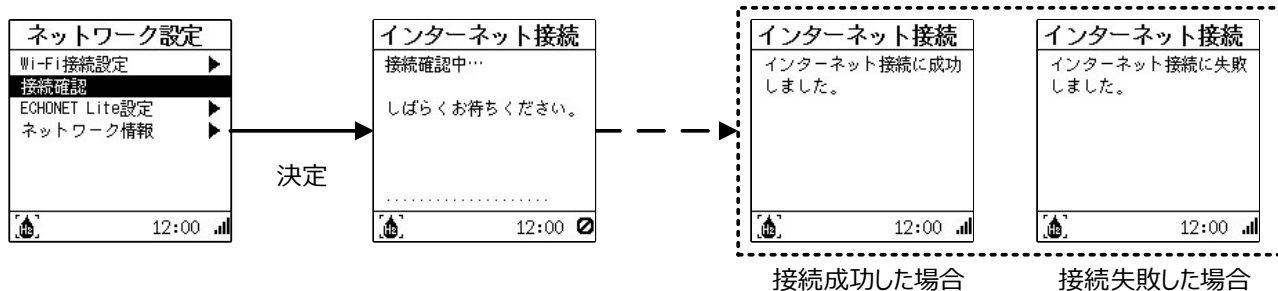 ネットワーク設定
Wi-Fi接続設定
接続確認
ECHONET Lite設定
ネットワーク情報
12:00
決定
インターネット接続
接続確認中…
しばらくお待ちください。
....................
12:00
インターネット接続
インターネット接続に成功
しました。
12:00
接続成功した場合
インターネット接続
インターネット接続に失敗
しました。
12:00
接続失敗した場合